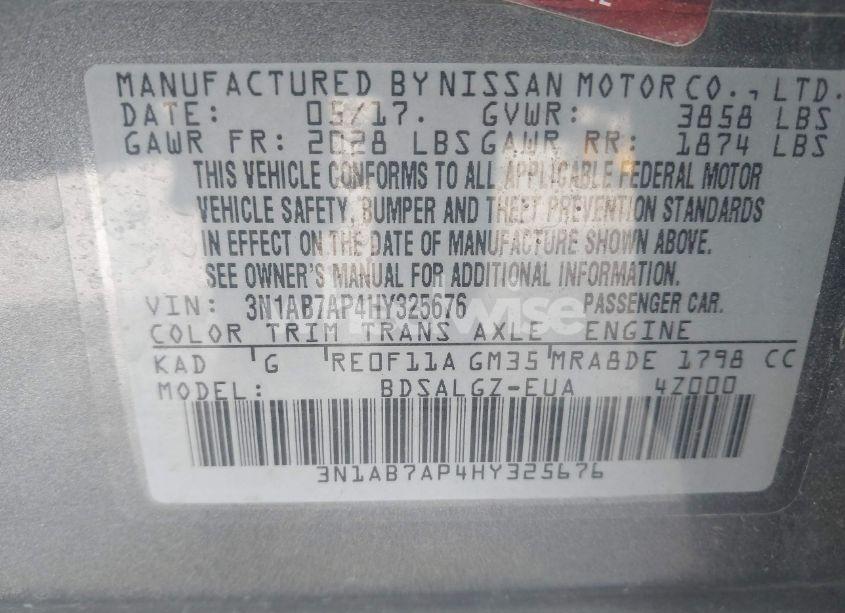 MANUFACTURED BY NISSAN MOTOR CO., LTD.
DATE: 05/17. GVWR: 3858 LBS
GAWR FR: 2028 LBS GAWR RR: 1874 LBS
THIS VEHICLE CONFORMS TO ALL APPLICABLE FEDERAL MOTOR
VEHICLE SAFETY, BUMPER AND THEFT PREVENTION STANDARDS
IN EFFECT ON THE DATE OF MANUFACTURE SHOWN ABOVE.
SEE OWNER'S MANUAL FOR ADDITIONAL INFORMATION.
VIN: 3N1AB7AP4HY325676 PASSENGER CAR.
COLOR TRIM TRANS AXLE ENGINE
KAD G RE0F11A GM35 MRA8DE 1798 CC
MODEL: BDSALGZ-EUA 4Z000
3N1AB7AP4HY325676